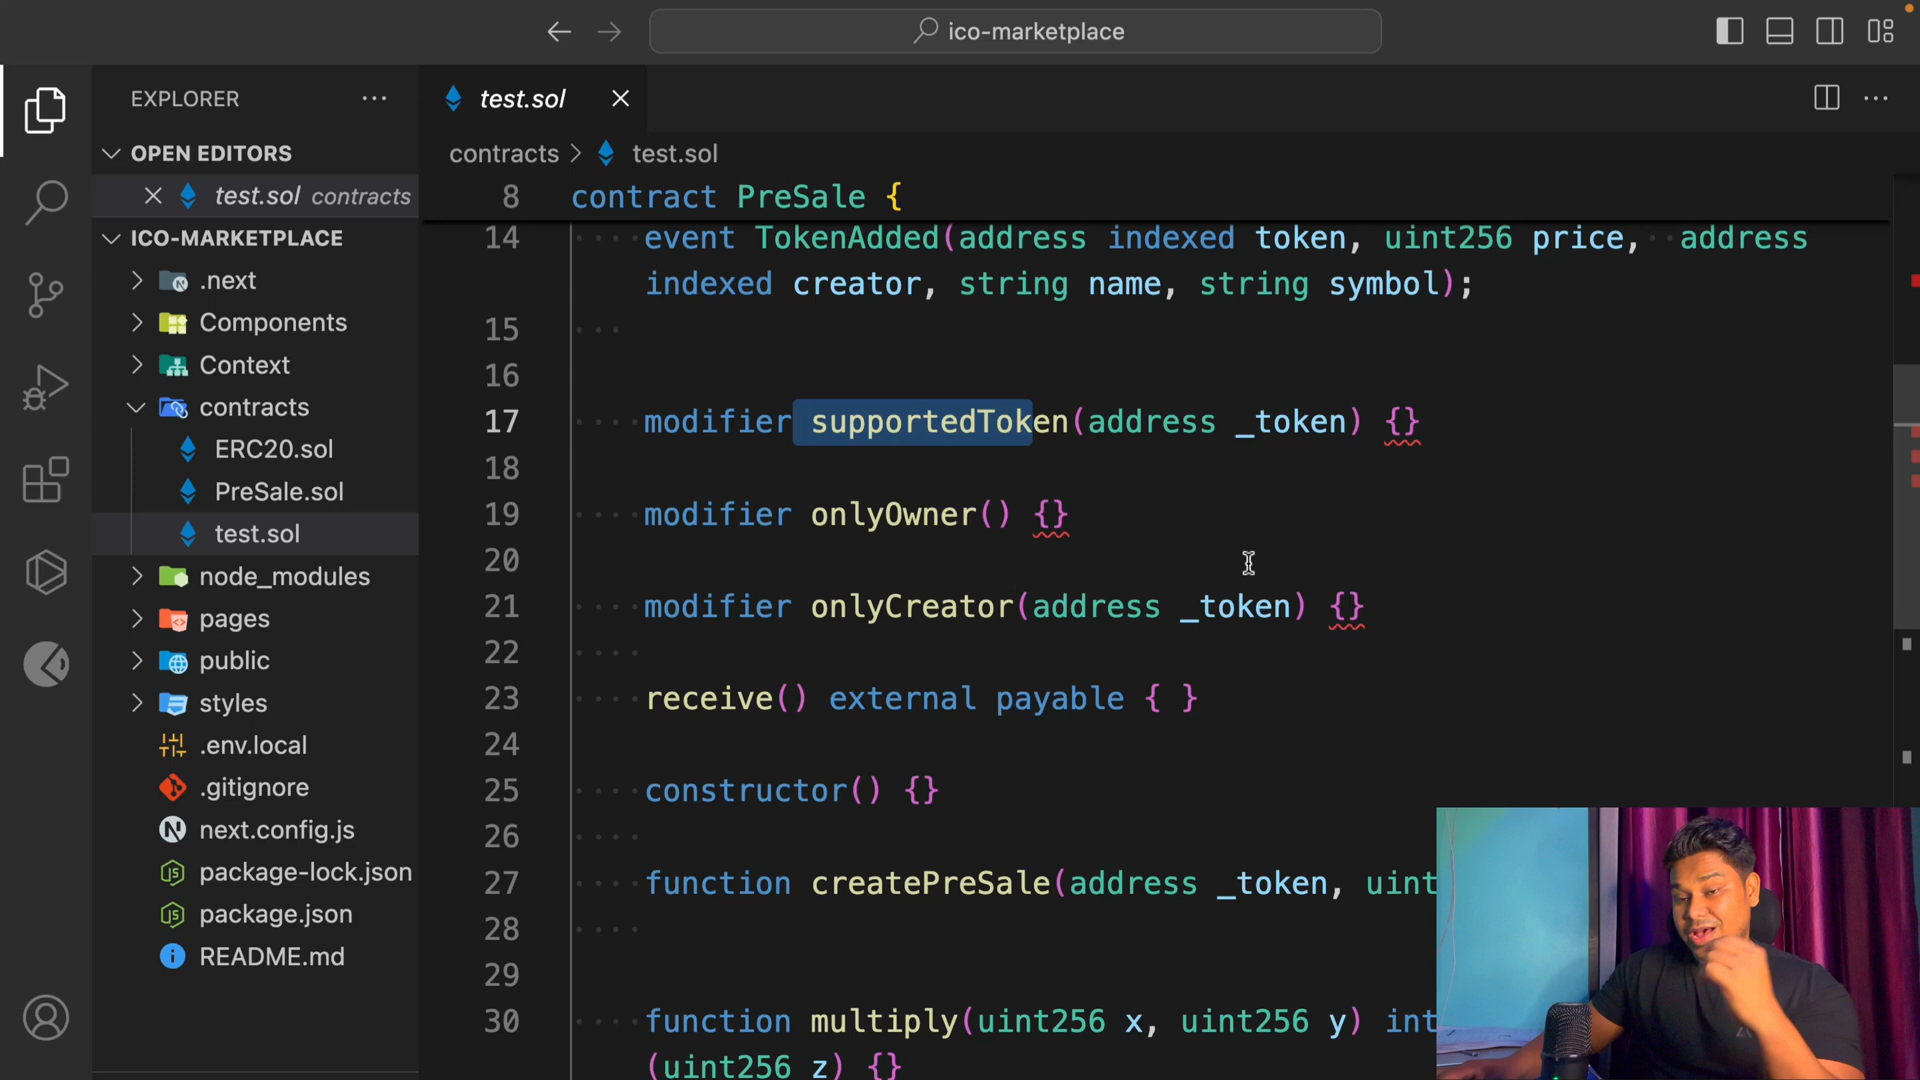 ico-marketplace
EXPLORER
test.sol
OPEN EDITORS
contracts > test.sol
test.sol contracts
8 contract PreSale {
ICO-MARKETPLACE
14 event TokenAdded(address indexed token, uint256 price, address
indexed creator, string name, string symbol);
.next
Components
15
Context
16
contracts
17 modifier supportedToken(address _token) {}
ERC20.sol
18
PreSale.sol
19 modifier onlyOwner() {}
test.sol
20
node_modules
21 modifier onlyCreator(address _token) {}
pages
22
public
23 receive() external payable { }
styles
24
.env.local
25 constructor() {}
.gitignore
26
next.config.js
27 function createPreSale(address _token, uint
package-lock.json
28
package.json
29
README.md
30 function multiply(uint256 x, uint256 y) int
(uint256 z) {}